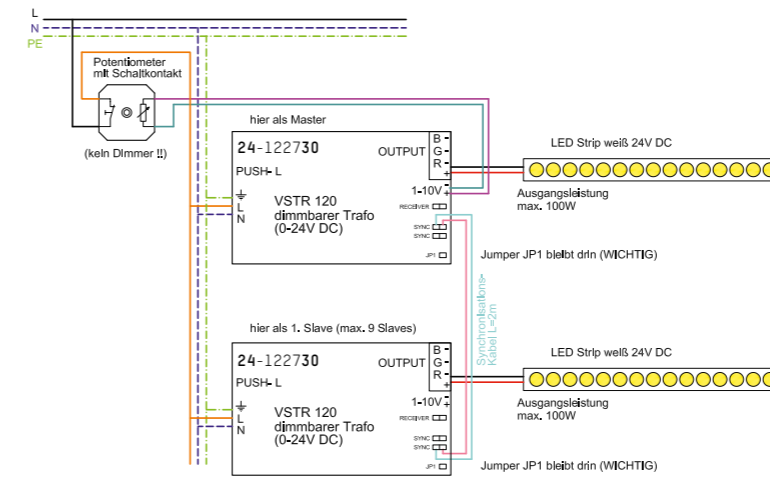 L
N
PE
Potentiometer
mit Schaltkontakt
(kein Dimmer !!)
hier als Master
24-122730
PUSH- L
VSTR 120
dimmbarer Trafo
(0-24V DC)
L
N
OUTPUT
B -
G -
R -
+
1-10V
-
+
RECEIVER
SYNC
SYNC
JP1
LED Strip weiß 24V DC
Ausgangsleistung
max. 100W
Jumper JP1 bleibt drin (WICHTIG)
Synchronisations-
Kabel L=2m
hier als 1. Slave (max. 9 Slaves)
24-122730
PUSH- L
VSTR 120
dimmbarer Trafo
(0-24V DC)
L
N
OUTPUT
B -
G -
R -
+
1-10V
-
+
RECEIVER
SYNC
SYNC
JP1
LED Strip weiß 24V DC
Ausgangsleistung
max. 100W
Jumper JP1 bleibt drin (WICHTIG)